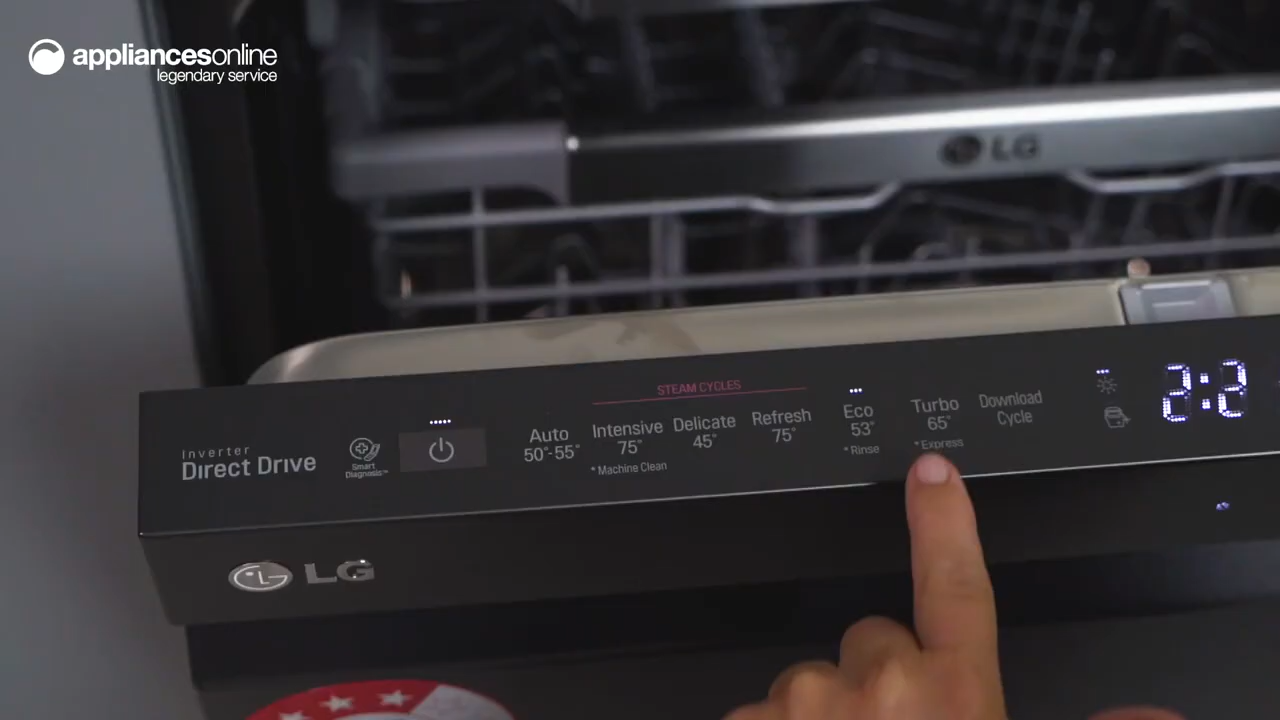 appliancesonline
legendary service
LG
STEAM CYCLES
Inverter
Direct Drive
Smart
Diagnosis™
Auto
50°-55°
Intensive
75°
*Machine Clean
Delicate
45°
Refresh
75°
Eco
53°
*Rinse
Turbo
65°
*Express
Download
Cycle
2:2
LG